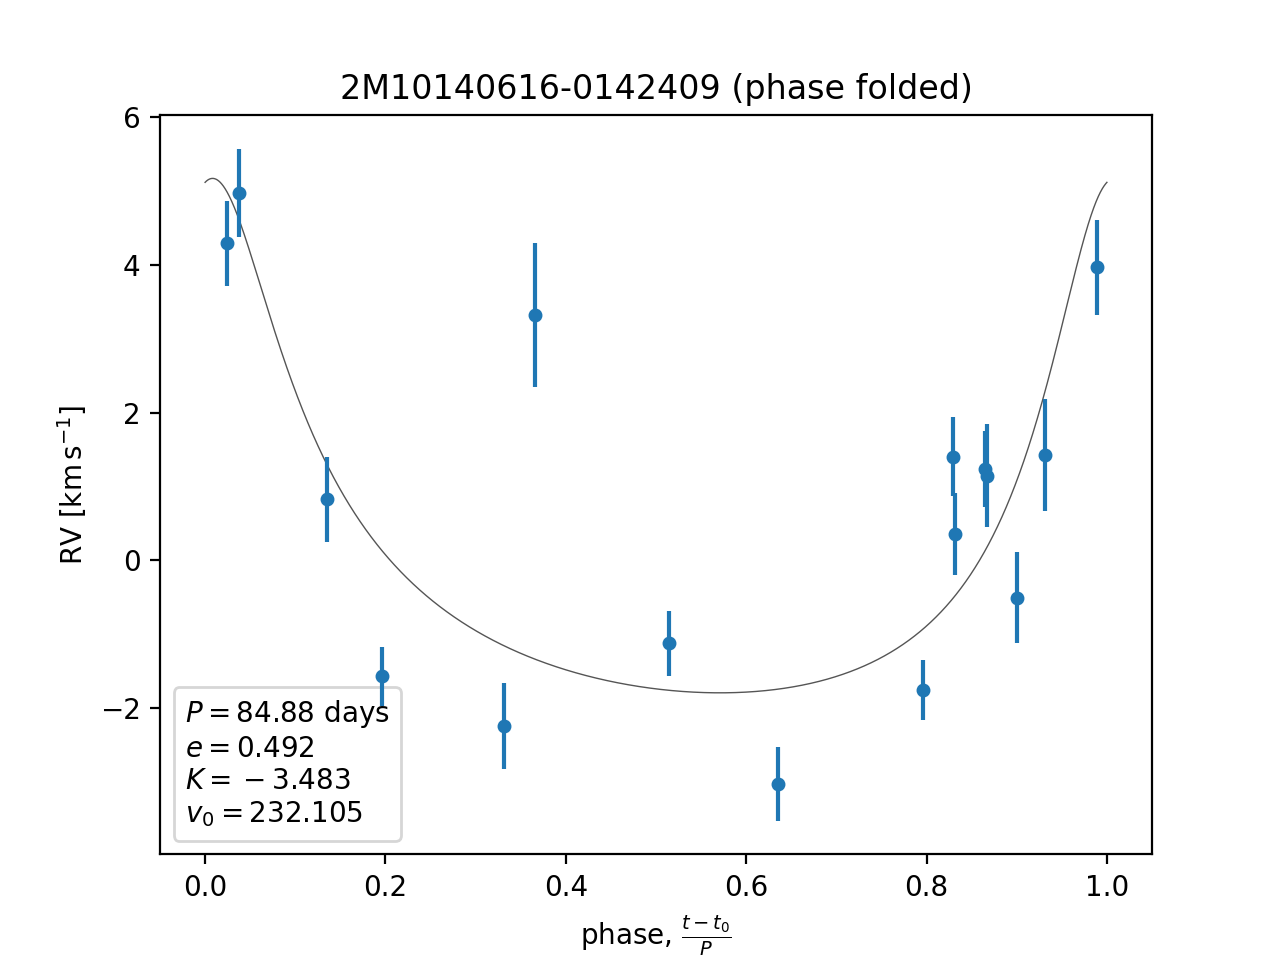 2M10140616-0142409 (phase folded)
6
4
2
0
−2
RV [km s⁻¹]
P = 84.88 days
e = 0.492
K = − 3.483
v₀ = 232.105
0.0 0.2 0.4 0.6 0.8 1.0
phase, (t − t₀)/P